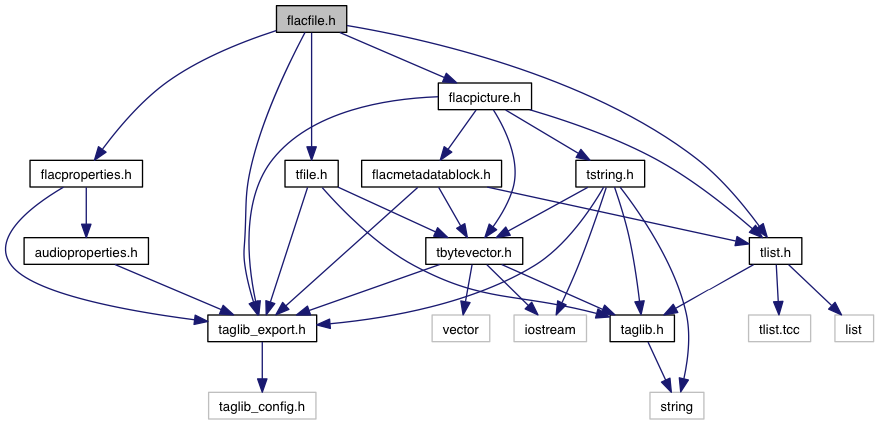 flacfile.h
flacpicture.h
flacproperties.h
tfile.h
flacmetadatablock.h
tstring.h
audioproperties.h
tbytevector.h
tlist.h
taglib_export.h
vector
iostream
taglib.h
tlist.tcc
list
taglib_config.h
string